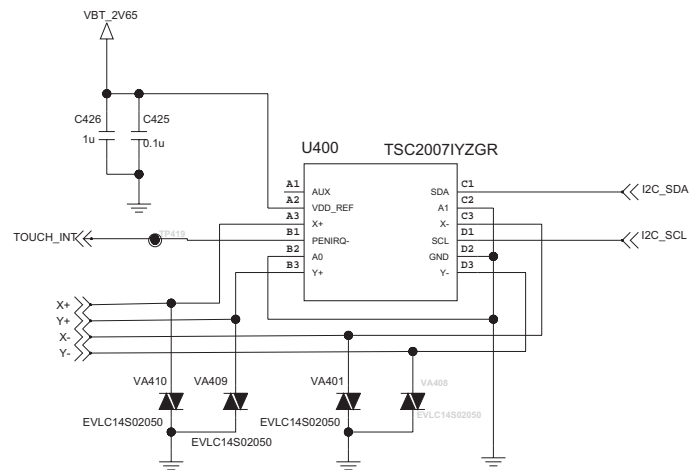 VBT_2V65
C426
C425
1u
0.1u
U400
TSC2007IYZGR
A1
AUX
A2
VDD_REF
A3
X+
B1
PENIRQ-
B2
A0
B3
Y+
C1
SDA
C2
A1
C3
X-
D1
SCL
D2
GND
D3
Y-
I2C_SDA
I2C_SCL
TOUCH_INT
TP419
X+
Y+
X-
Y-
VA410
VA409
VA401
VA408
EVLC14S02050
EVLC14S02050
EVLC14S02050
EVLC14S02050